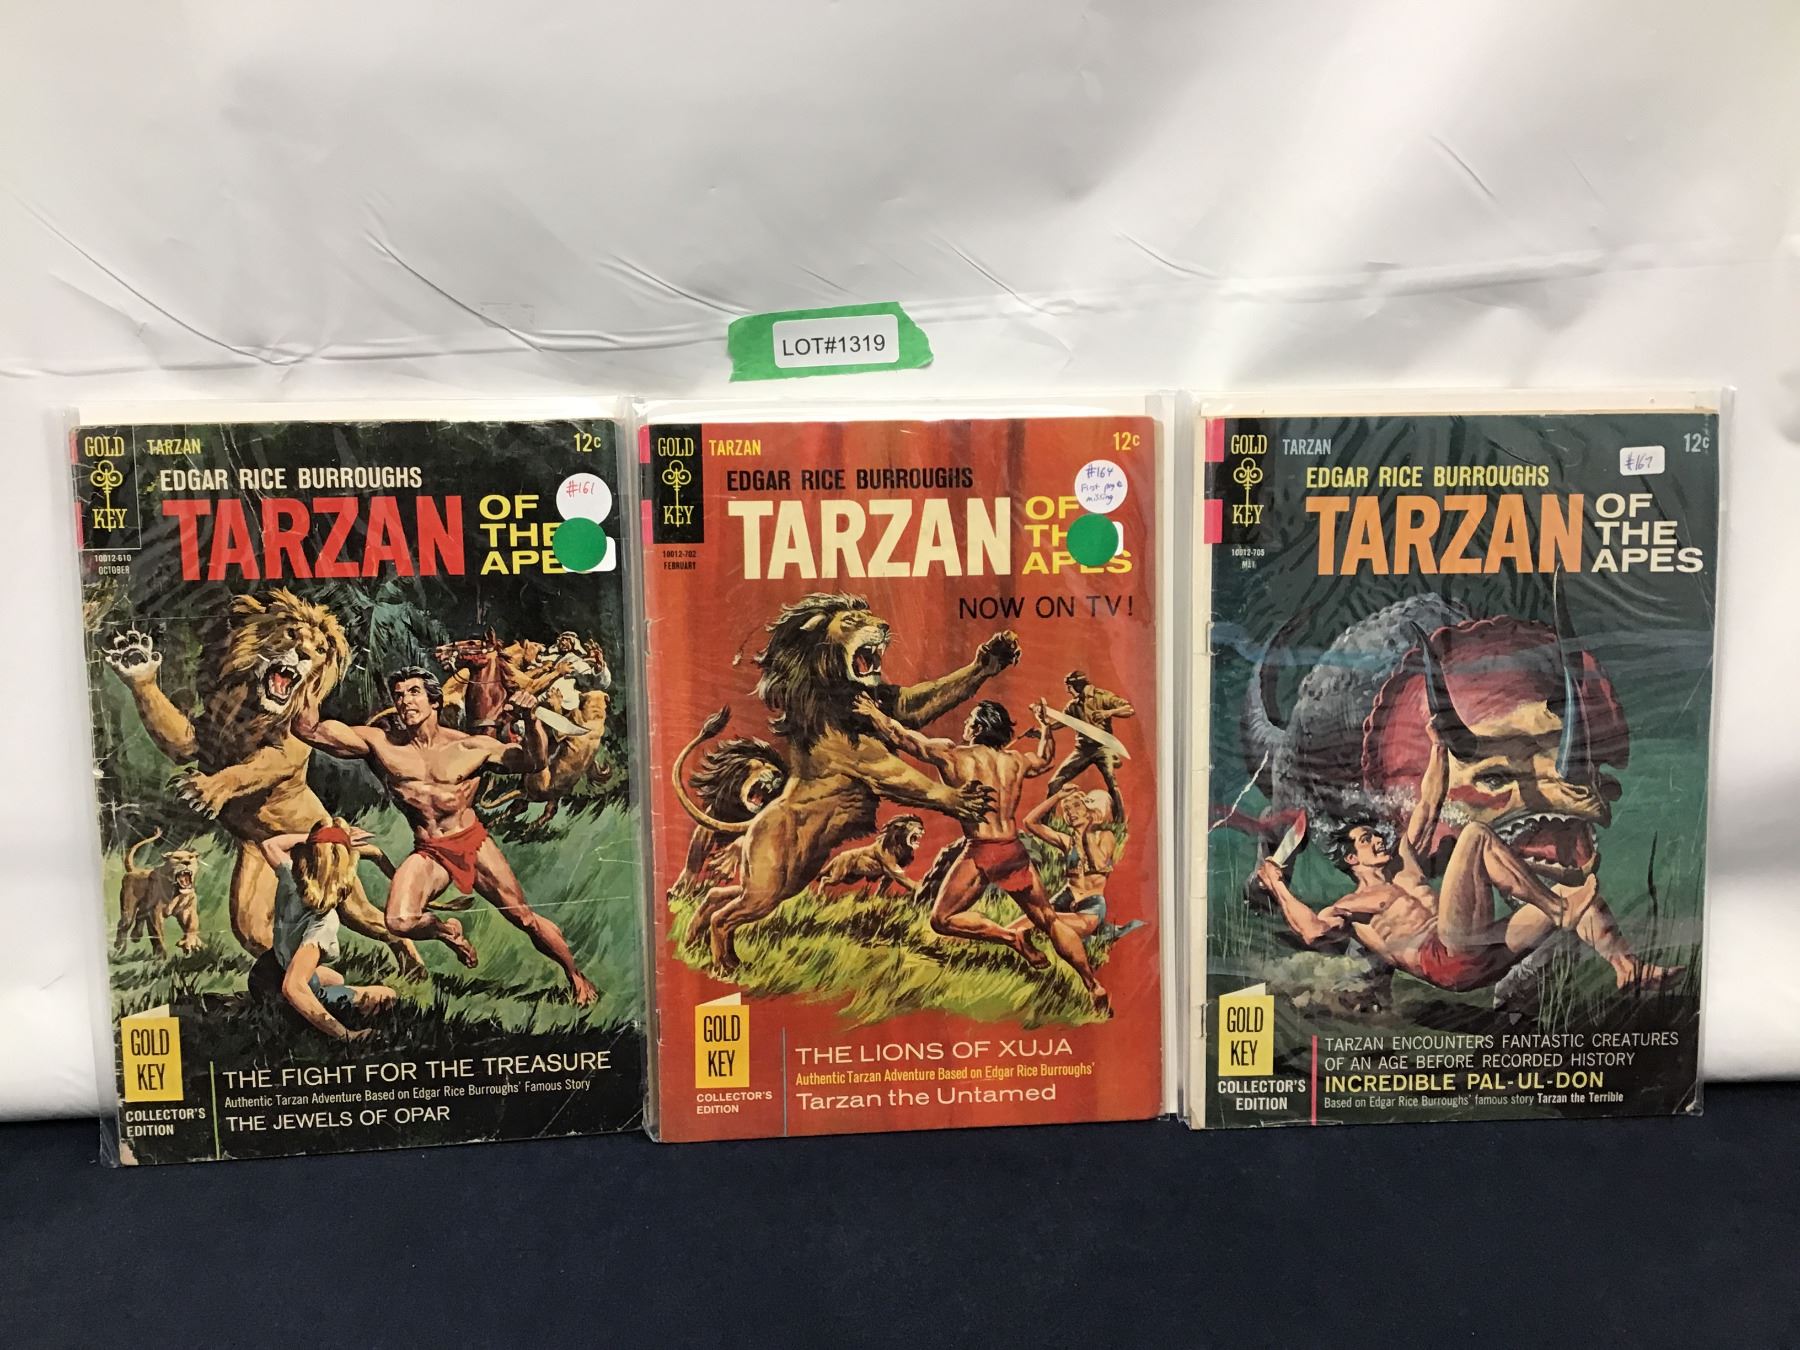 LOT#1319
GOLD
KEY
10012-610
OCTOBER
TARZAN
12c
EDGAR RICE BURROUGHS
TARZAN
OF
THE
APE
#161
GOLD
KEY
COLLECTOR'S
EDITION
THE FIGHT FOR THE TREASURE
Authentic Tarzan Adventure Based on Edgar Rice Burroughs' Famous Story
THE JEWELS OF OPAR
GOLD
KEY
10012-702
FEBRUARY
TARZAN
12c
EDGAR RICE BURROUGHS
TARZAN
OF
TH
APES
#164
First page
missing
NOW ON TV!
GOLD
KEY
COLLECTOR'S
EDITION
THE LIONS OF XUJA
Authentic Tarzan Adventure Based on Edgar Rice Burroughs'
Tarzan the Untamed
GOLD
KEY
10012-705
MAY
TARZAN
12c
EDGAR RICE BURROUGHS
TARZAN
OF
THE
APES
#167
GOLD
KEY
COLLECTOR'S
EDITION
TARZAN ENCOUNTERS FANTASTIC CREATURES
OF AN AGE BEFORE RECORDED HISTORY
INCREDIBLE PAL-UL-DON
Based on Edgar Rice Burroughs' famous story Tarzan the Terrible